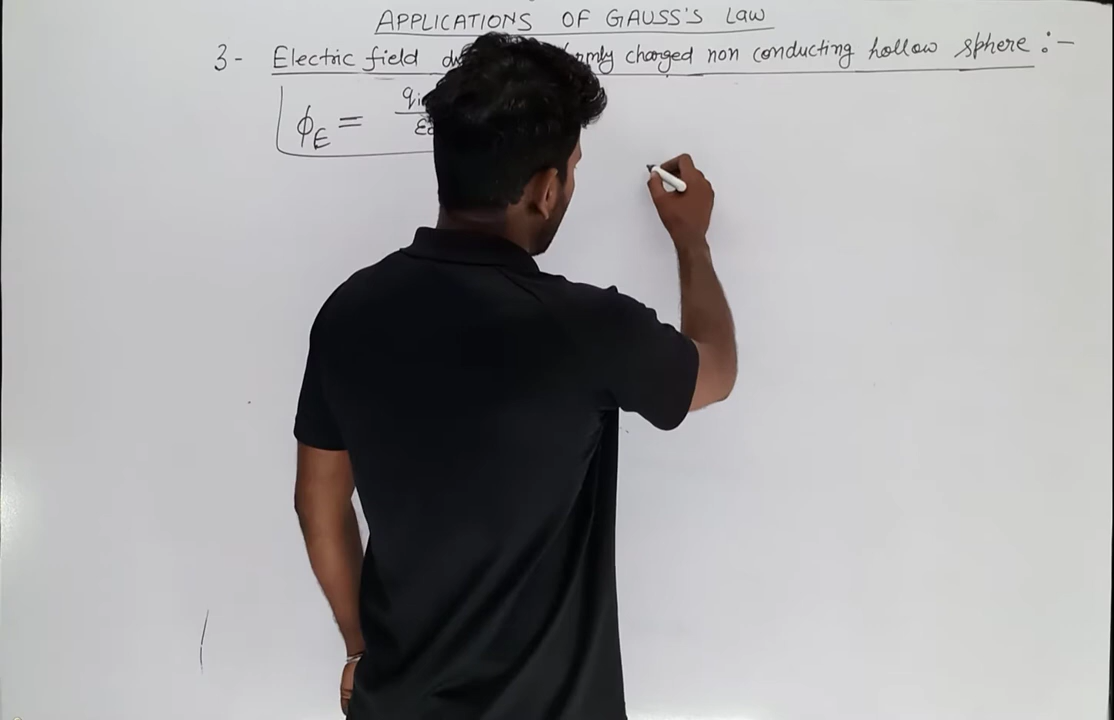 APPLICATIONS OF GAUSS'S LAW
3- Electric field charged non conducting hollow sphere :-
ϕE =